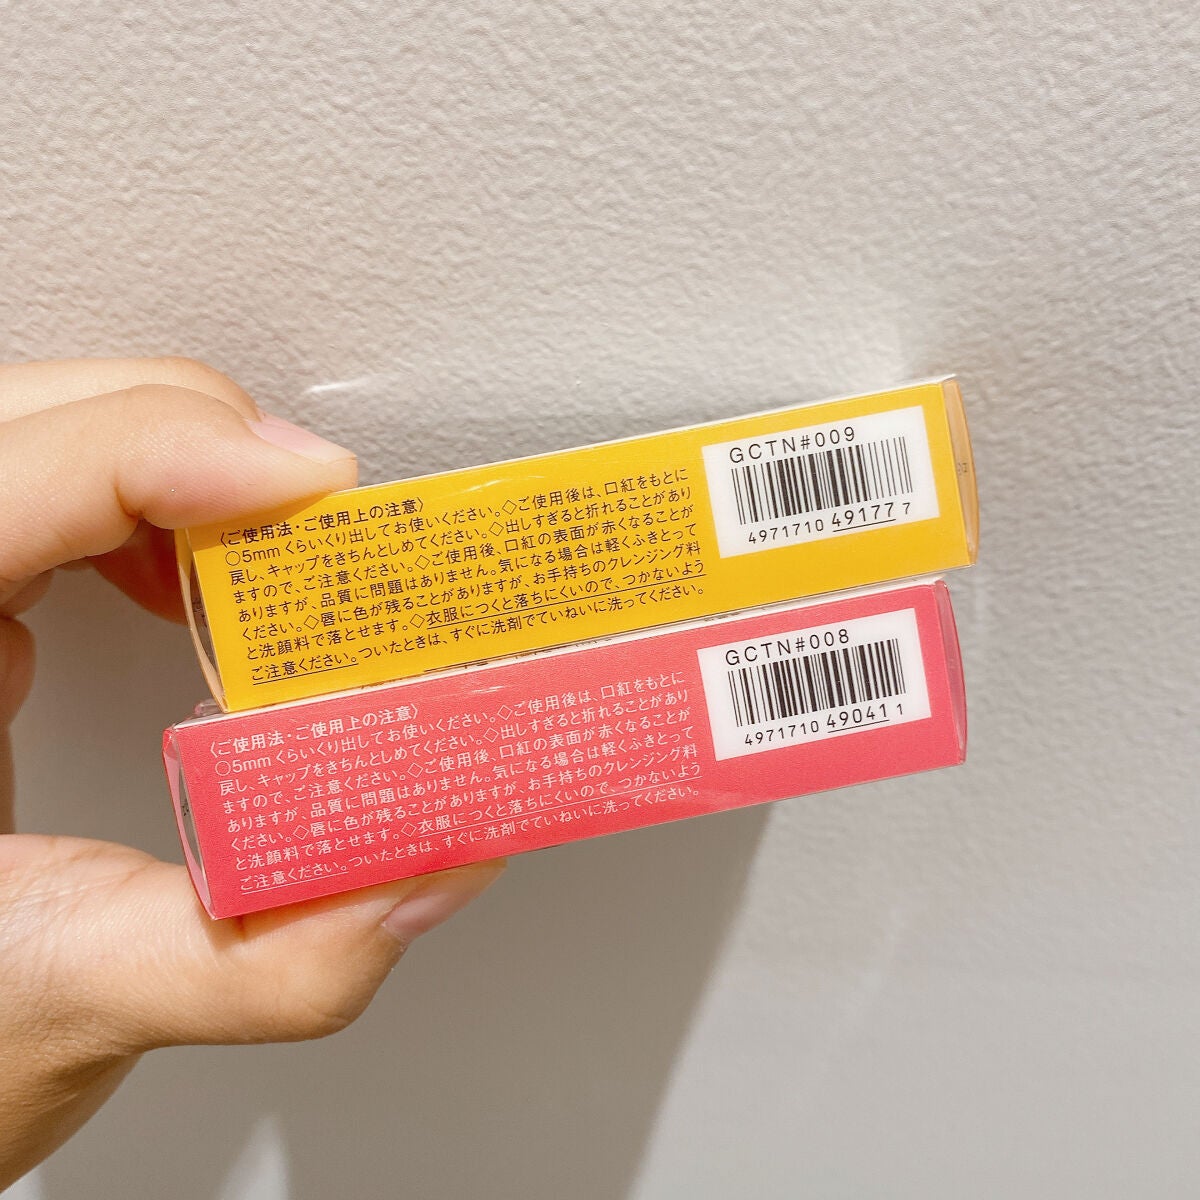 〈ご使用法・ご使用上の注意〉
○5mmくらいくり出してお使いください。◇ご使用後は、口紅をもとに
戻し、キャップをきちんとしめてください。◇出しすぎると折れることがあり
ますので、ご注意ください。◇ご使用後、口紅の表面が赤くなることが
ありますが、品質に問題はありません。気になる場合は軽くふきとって
ください。◇唇に色が残ることがありますが、お手持ちのクレンジング料
と洗顔料で落とせます。◇衣服につくと落ちにくいので、つかないよう
ご注意ください。ついたときは、すぐに洗剤でていねいに洗ってください。
GCTN#009
4971710 49177 7
〈ご使用法・ご使用上の注意〉
○5mmくらいくり出してお使いください。◇ご使用後は、口紅をもとに
戻し、キャップをきちんとしめてください。◇出しすぎると折れることがあり
ますので、ご注意ください。◇ご使用後、口紅の表面が赤くなることが
ありますが、品質に問題はありません。気になる場合は軽くふきとって
ください。◇唇に色が残ることがありますが、お手持ちのクレンジング料
と洗顔料で落とせます。◇衣服につくと落ちにくいので、つかないよう
ご注意ください。ついたときは、すぐに洗剤でていねいに洗ってください。
GCTN#008
4971710 49041 1